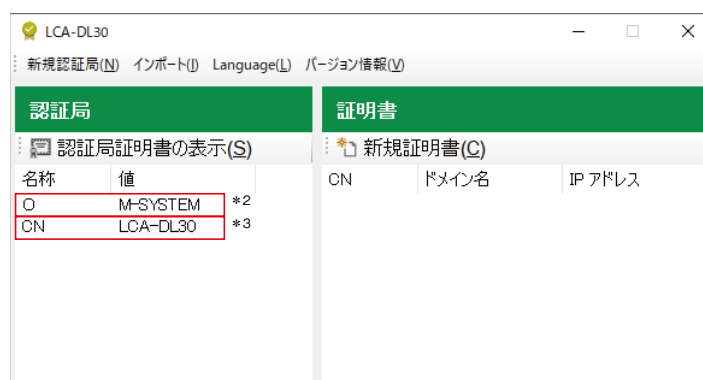 LCA-DL30
新規認証局(N) インポート(I) Language(L) バージョン情報(V)
認証局
証明書
認証局証明書の表示(S)
新規証明書(C)
名称 値
CN ドメイン名 IP アドレス
O M-SYSTEM *2
CN LCA-DL30 *3